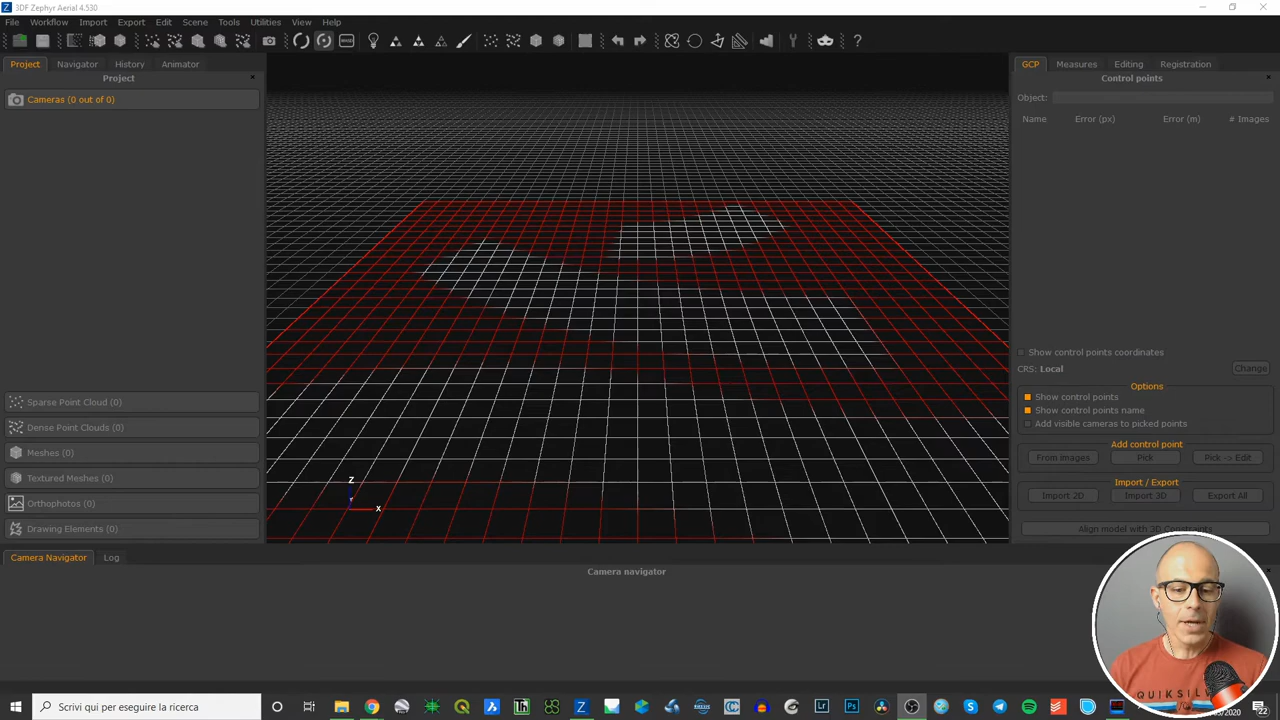 3DF Zephyr Aerial 4.530
File Workflow Import Export Edit Scene Tools Utilities View Help
Project Navigator History Animator
Project
Cameras (0 out of 0)
Sparse Point Cloud (0)
Dense Point Clouds (0)
Meshes (0)
Textured Meshes (0)
Orthophotos (0)
Drawing Elements (0)
Z
X
GCP Measures Editing Registration
Control points
Object:
Name Error (px) Error (m) # Images
Show control points coordinates
CRS: Local Change
Options
Show control points
Show control points name
Add visible cameras to picked points
Add control point
From images Pick Pick -> Edit
Import / Export
Import 2D Import 3D Export All
Align model with 3D Constraints
Camera Navigator Log
Camera navigator
QUIKSILV
Scrivi qui per eseguire la ricerca
/2020
22